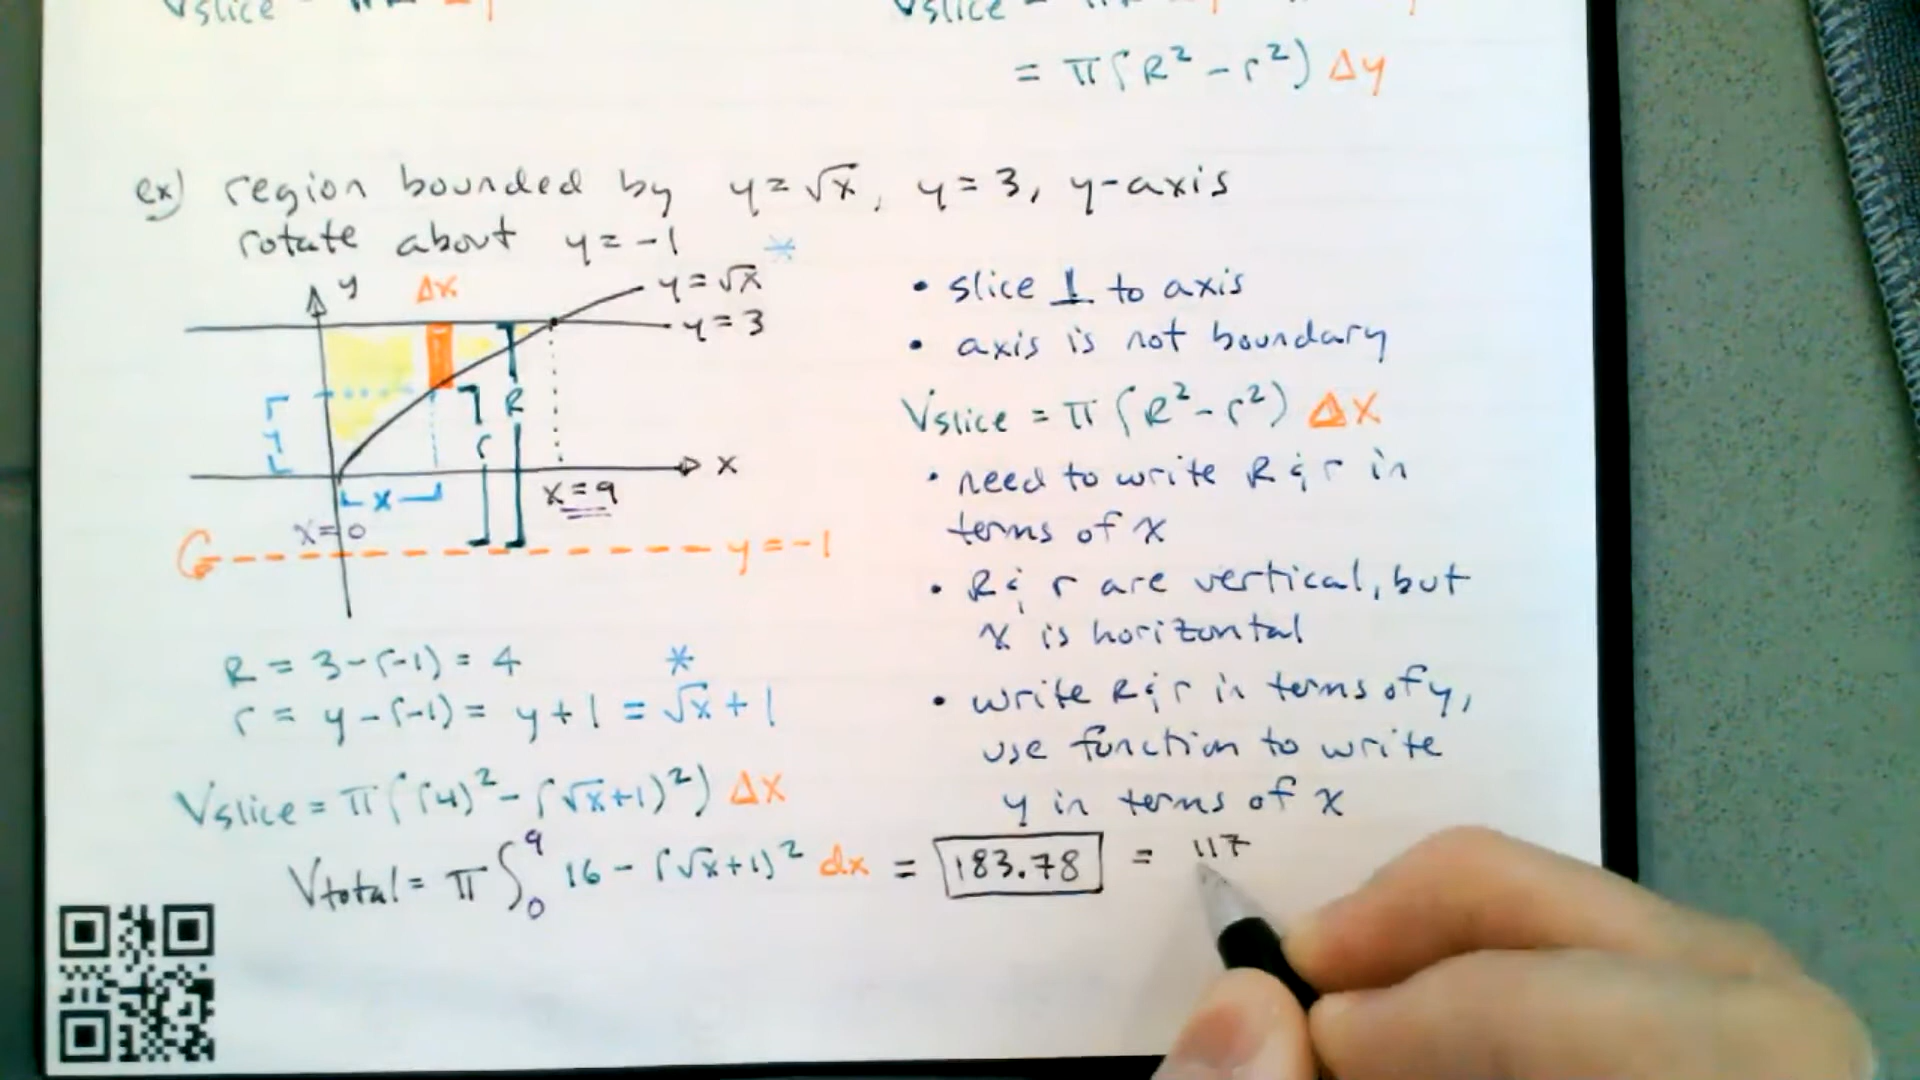 = π(R² - r²) Δy
ex) region bounded by y = √x, y = 3, y-axis
rotate about y = -1 *
y
Δx
y = √x
y = 3
R
r
x
x
x = 0
x = 9
y = -1
• slice ⊥ to axis
• axis is not boundary
Vslice = π(R² - r²) Δx
• need to write R & r in
terms of x
• R & r are vertical, but
x is horizontal
• write R & r in terms of y,
use function to write
y in terms of x
R = 3 - (-1) = 4
*
r = y - (-1) = y + 1 = √x + 1
Vslice = π((4)² - (√x+1)²) Δx
Vtotal = π ∫₀⁹ 16 - (√x+1)² dx = 183.78 = 117